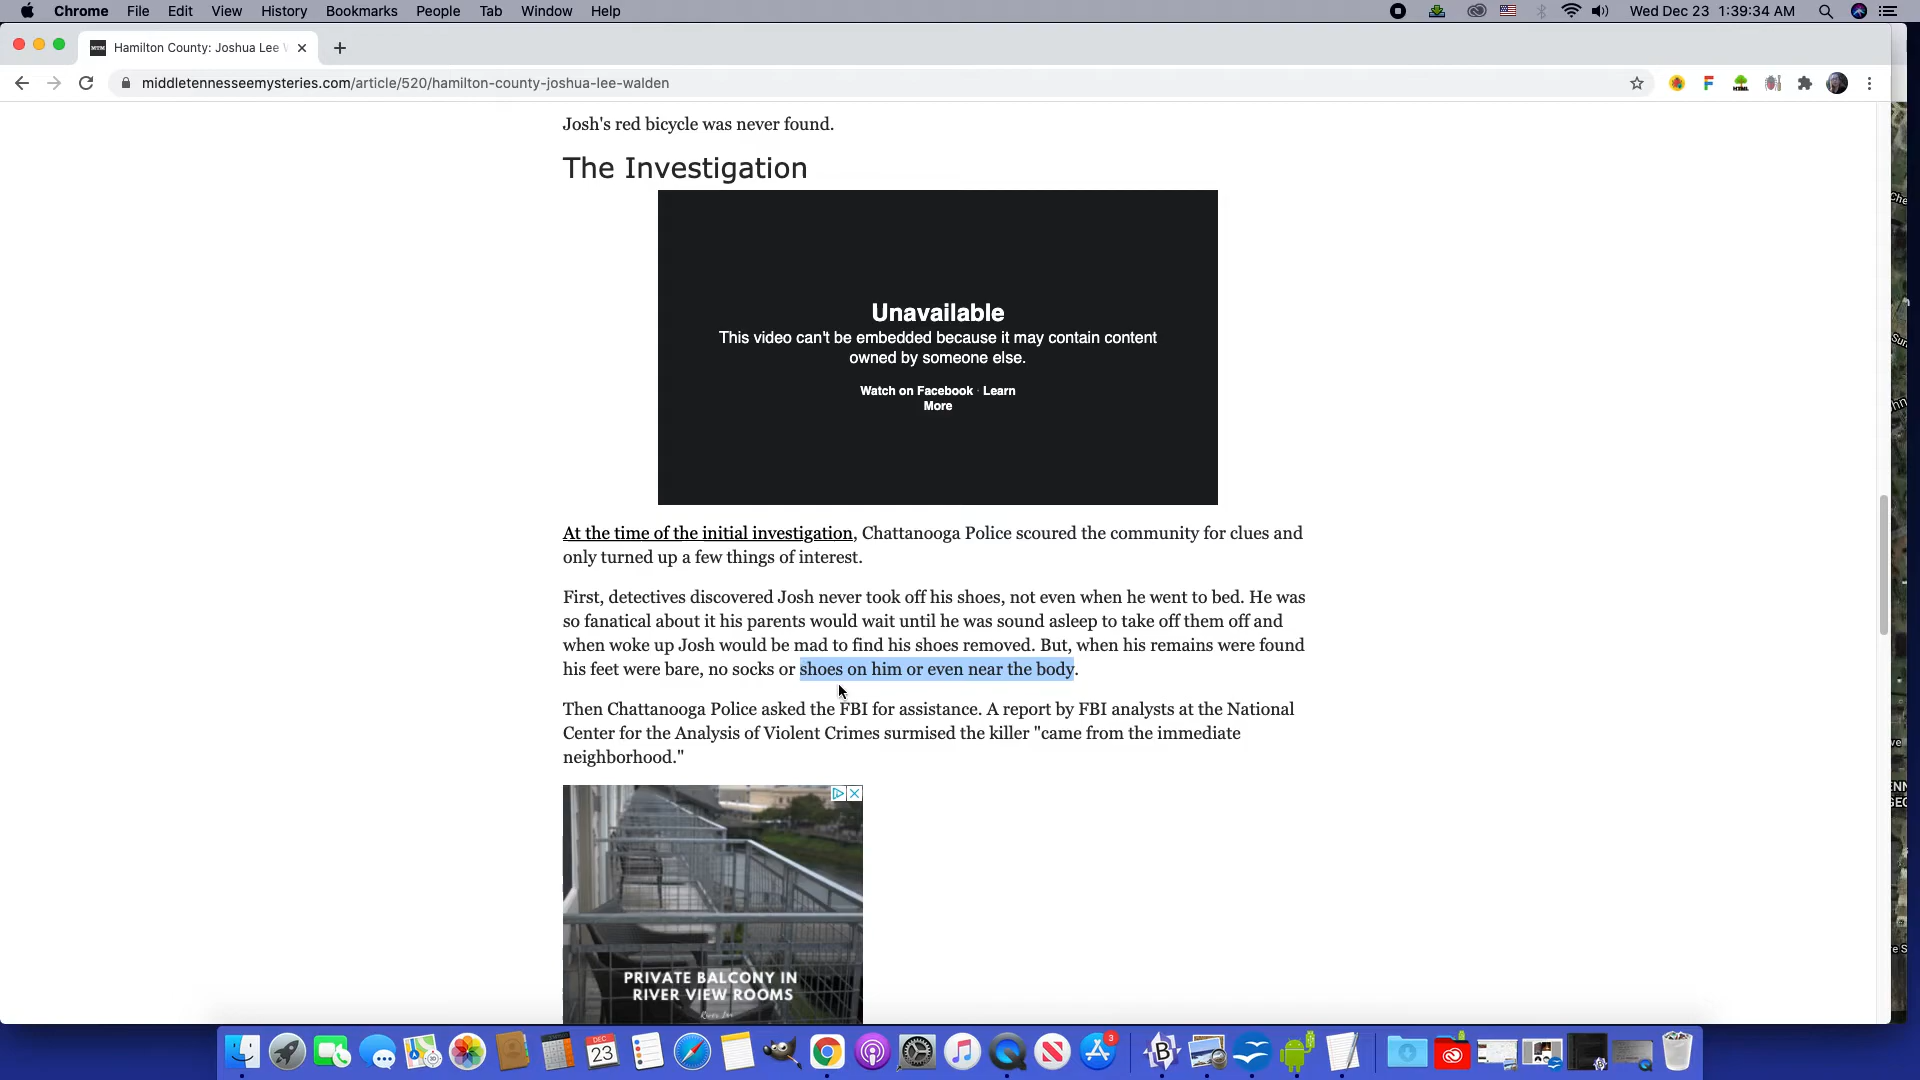 Chrome File Edit View History Bookmarks People Tab Window Help
Wed Dec 23 1:39:34 AM
Hamilton County: Joshua Lee
middletennesseemysteries.com/article/520/hamilton-county-joshua-lee-walden
Josh's red bicycle was never found.
The Investigation
Unavailable
This video can't be embedded because it may contain content
owned by someone else.
Watch on Facebook · Learn
More
At the time of the initial investigation, Chattanooga Police scoured the community for clues and
only turned up a few things of interest.
First, detectives discovered Josh never took off his shoes, not even when he went to bed. He was
so fanatical about it his parents would wait until he was sound asleep to take off them off and
when woke up Josh would be mad to find his shoes removed. But, when his remains were found
his feet were bare, no socks or shoes on him or even near the body.
Then Chattanooga Police asked the FBI for assistance. A report by FBI analysts at the National
Center for the Analysis of Violent Crimes surmised the killer "came from the immediate
neighborhood."
PRIVATE BALCONY IN
RIVER VIEW ROOMS
DEC
23
3